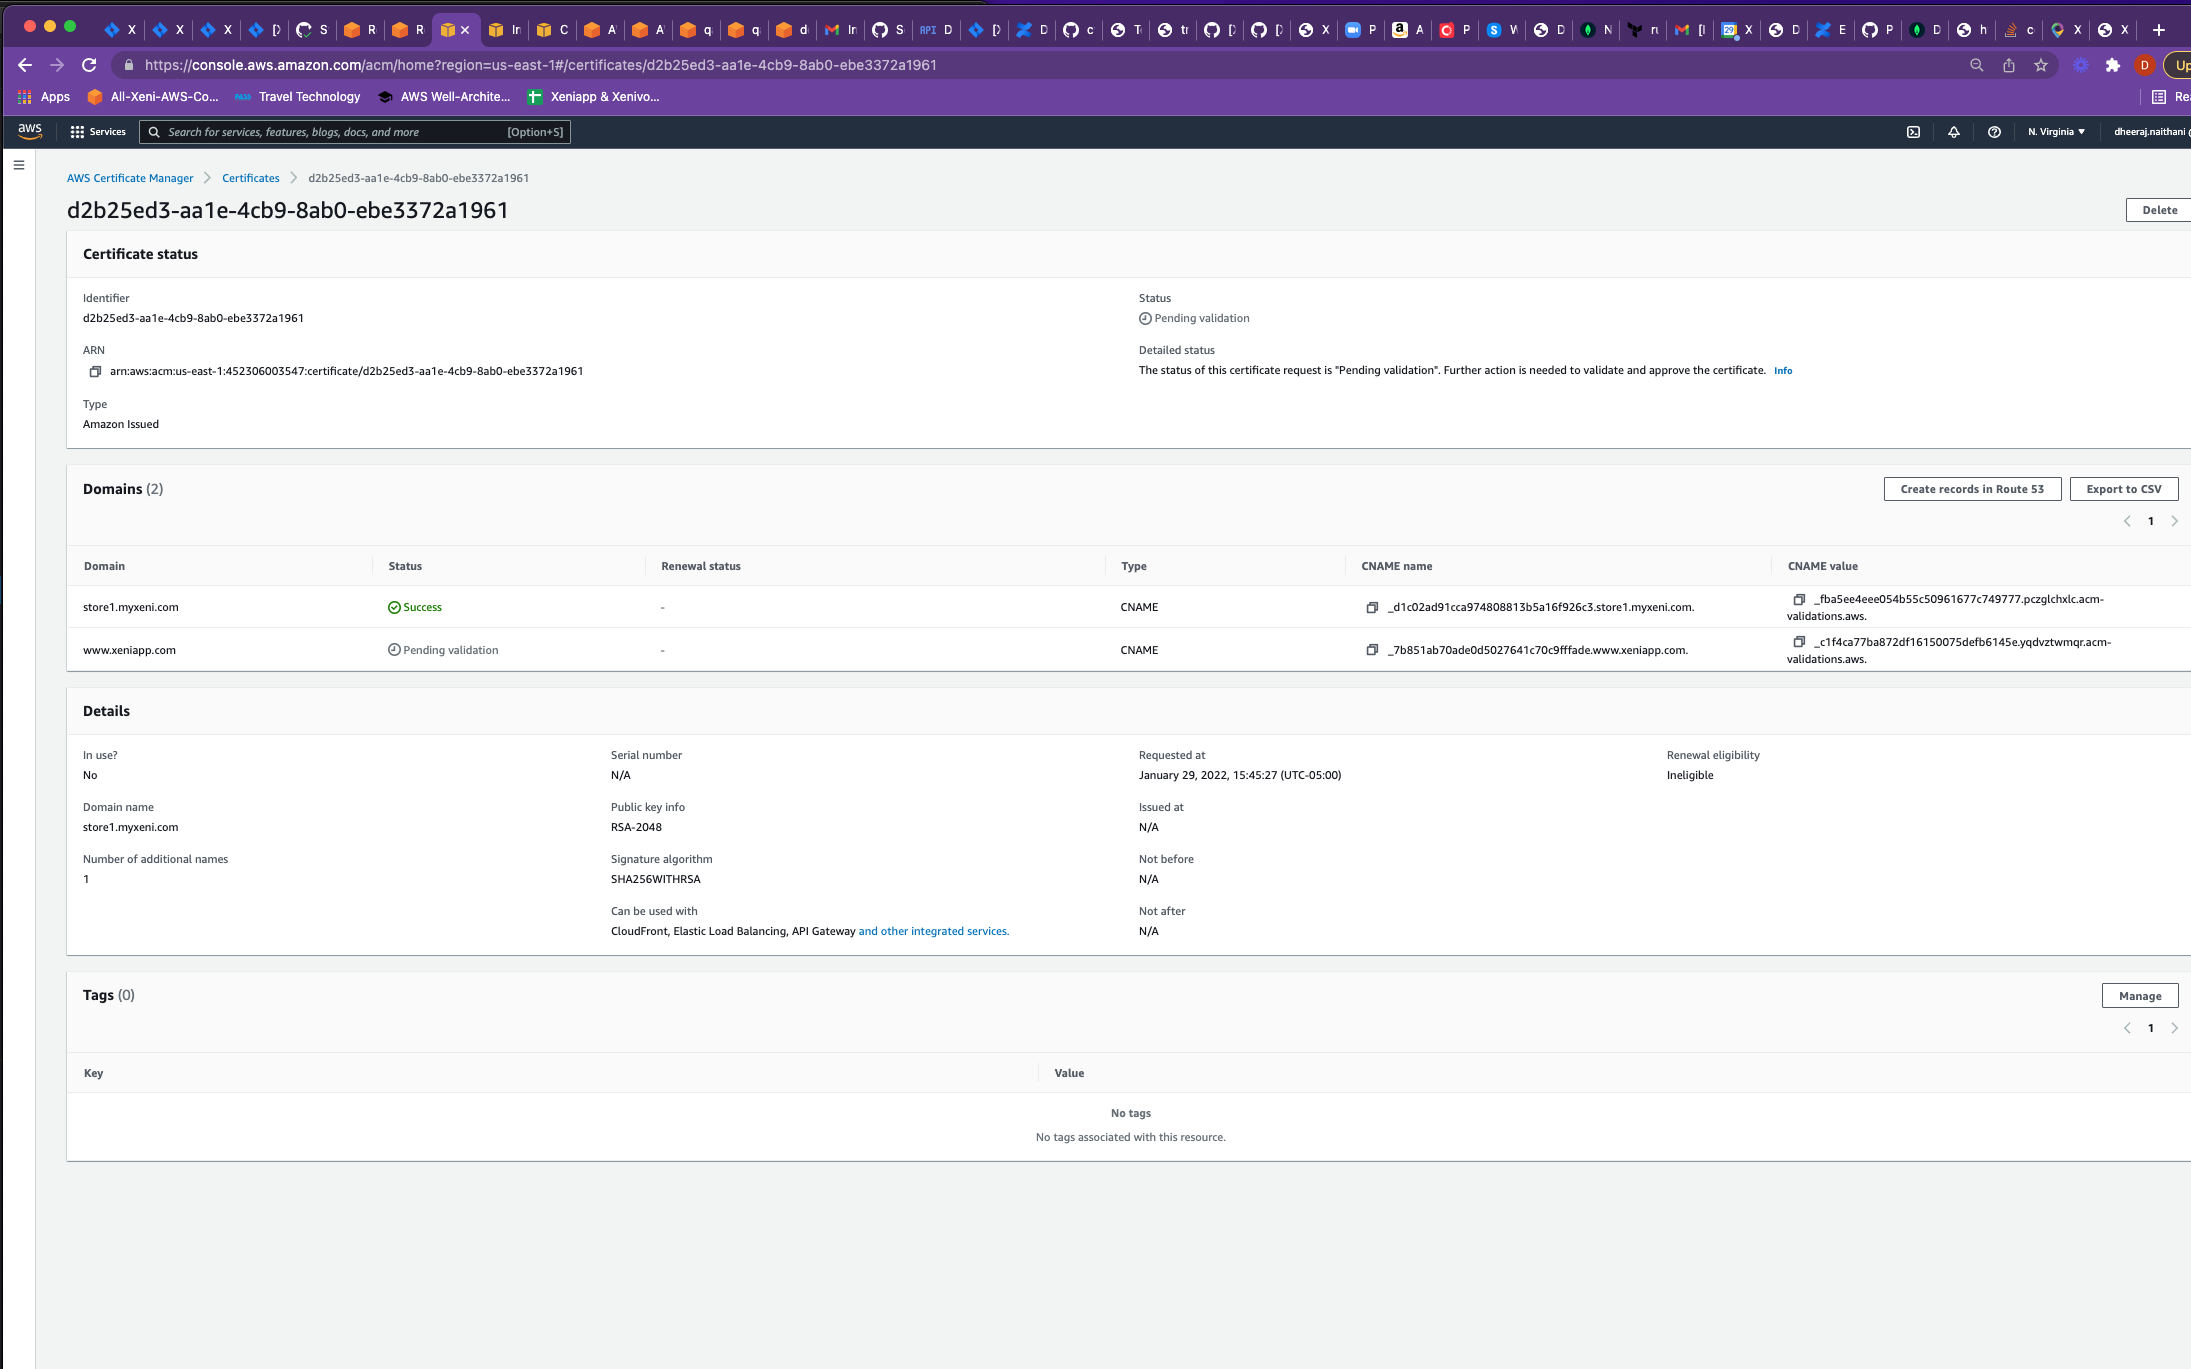 X X X [X S R R In C A A q q d In S API D [X D c T tr [X [X X P A P W D N ru [I X D E P D h c X X
https://console.aws.amazon.com/acm/home?region=us-east-1#/certificates/d2b25ed3-aa1e-4cb9-8ab0-ebe3372a1961 D Up
Apps All-Xeni-AWS-Co... PASS Travel Technology AWS Well-Archite... Xeniapp & Xenivo... Rea
aws Services Search for services, features, blogs, docs, and more [Option+S] N. Virginia ▼ dheeraj.naithani
AWS Certificate Manager > Certificates > d2b25ed3-aa1e-4cb9-8ab0-ebe3372a1961
d2b25ed3-aa1e-4cb9-8ab0-ebe3372a1961 Delete
Certificate status
Identifier
d2b25ed3-aa1e-4cb9-8ab0-ebe3372a1961
Status
Pending validation
ARN
arn:aws:acm:us-east-1:452306003547:certificate/d2b25ed3-aa1e-4cb9-8ab0-ebe3372a1961
Detailed status
The status of this certificate request is "Pending validation". Further action is needed to validate and approve the certificate. Info
Type
Amazon Issued
Domains (2) Create records in Route 53 Export to CSV
1
Domain Status Renewal status Type CNAME name CNAME value
store1.myxeni.com Success - CNAME _d1c02ad91cca974808813b5a16f926c3.store1.myxeni.com. _fba5ee4eee054b55c50961677c749777.pczglchxlc.acm-
validations.aws.
www.xeniapp.com Pending validation - CNAME _7b851ab70ade0d5027641c70c9fffade.www.xeniapp.com. _c1f4ca77ba872df16150075defb6145e.yqdvztwmqr.acm-
validations.aws.
Details
In use? Serial number Requested at Renewal eligibility
No N/A January 29, 2022, 15:45:27 (UTC-05:00) Ineligible
Domain name Public key info Issued at
store1.myxeni.com RSA-2048 N/A
Number of additional names Signature algorithm Not before
1 SHA256WITHRSA N/A
Can be used with Not after
CloudFront, Elastic Load Balancing, API Gateway and other integrated services. N/A
Tags (0) Manage
1
Key Value
No tags
No tags associated with this resource.